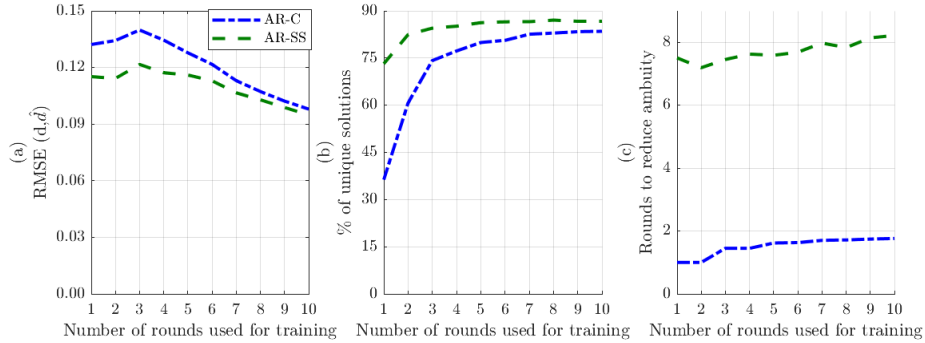 0.15
0.12
0.09
0.06
0.03
0.00
(a)
RMSE (d,d̂)
AR-C
AR-SS
1 2 3 4 5 6 7 8 9 10
Number of rounds used for training
90
75
60
45
30
15
0
(b)
% of unique solutions
1 2 3 4 5 6 7 8 9 10
Number of rounds used for training
8
6
4
2
0
(c)
Rounds to reduce ambuity
1 2 3 4 5 6 7 8 9 10
Number of rounds used for training